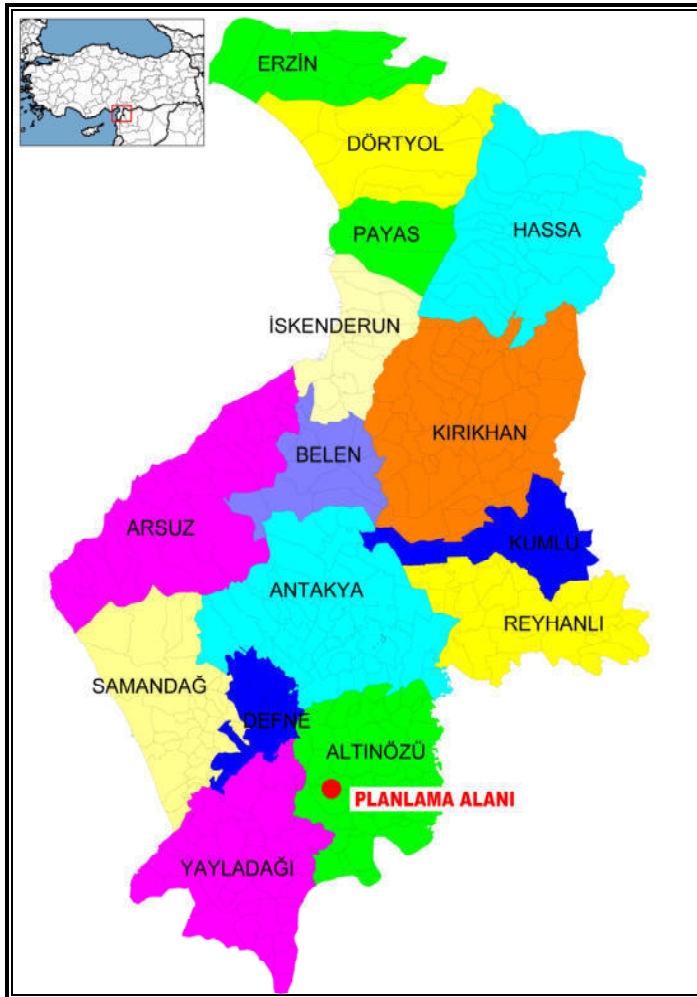 ERZİN
DÖRTYOL
HASSA
PAYAS
İSKENDERUN
KIRIKHAN
BELEN
ARSUZ
KUMLU
ANTAKYA
REYHANLI
SAMANDAĞ
DEFNE
ALTINÖZÜ
PLANLAMA ALANI
YAYLADAĞI